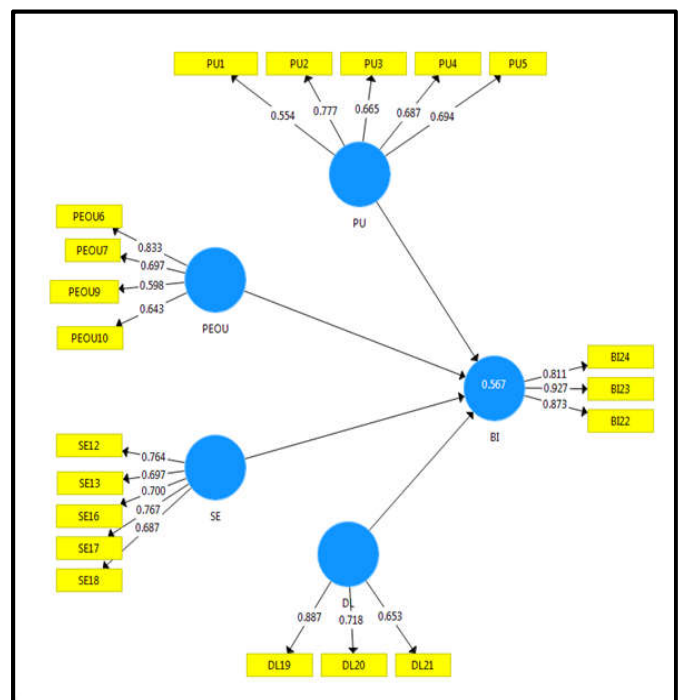 PU1 PU2 PU3 PU4 PU5
0.554 0.777 0.665 0.687 0.694
PU
PEOU6
PEOU7
PEOU9
PEOU10
0.833
0.697
0.598
0.643
PEOU
SE12
SE13
SE16
SE17
SE18
0.764
0.697
0.700
0.767
0.687
SE
0.567
BI
0.811
0.927
0.873
BI24
BI23
BI22
DL
0.887 0.718 0.653
DL19 DL20 DL21